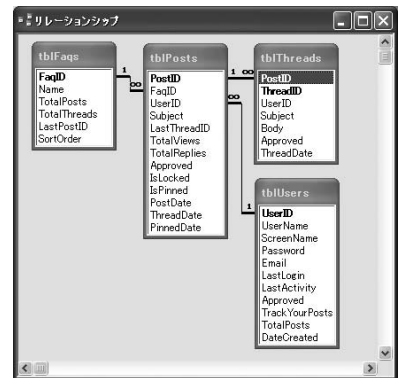 リレーションシップ
tblFaqs
FaqID
Name
TotalPosts
TotalThreads
LastPostID
SortOrder
tblPosts
PostID
FaqID
UserID
Subject
LastThreadID
TotalViews
TotalReplies
Approved
IsLocked
IsPinned
PostDate
ThreadDate
PinnedDate
tblThreads
PostID
ThreadID
UserID
Subject
Body
Approved
ThreadDate
tblUsers
UserID
UserName
ScreenName
Password
Email
LastLogin
LastActivity
Approved
TrackYourPosts
TotalPosts
DateCreated
1
∞
1 ∞
∞
1